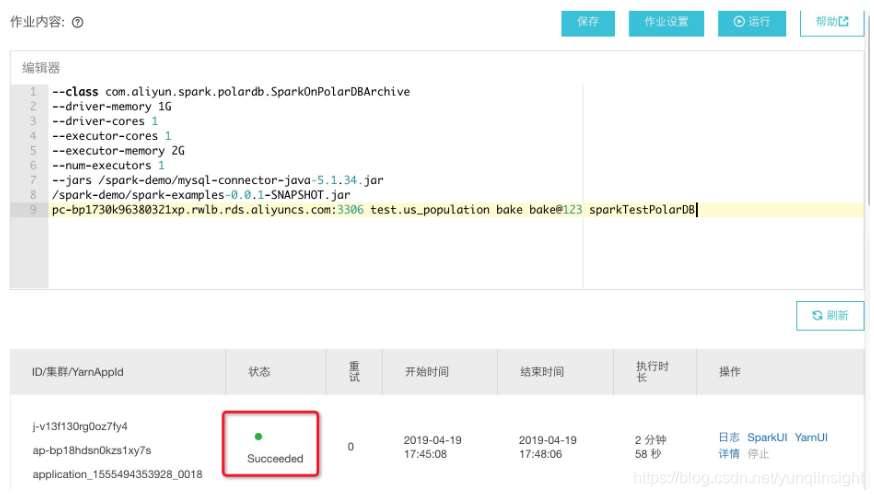 作业内容:
保存
作业设置
运行
帮助
编辑器
1 --class com.aliyun.spark.polardb.SparkOnPolarDBArchive
2 --driver-memory 1G
3 --driver-cores 1
4 --executor-cores 1
5 --executor-memory 2G
6 --num-executors 1
7 --jars /spark-demo/mysql-connector-java-5.1.34.jar
8 /spark-demo/spark-examples-0.0.1-SNAPSHOT.jar
9 pc-bp1730k96380321xp.rwlb.rds.aliyuncs.com:3306 test.us_population bake bake@123 sparkTestPolarDB
刷新
ID/集群/YarnAppId
状态
重
试
开始时间
结束时间
执行时
长
操作
j-v13f130rg0oz7fy4
ap-bp18hdsn0kzs1xy7s
application_1555494353928_0018
Succeeded
0
2019-04-19
17:45:08
2019-04-19
17:48:06
2 分钟
58 秒
日志 SparkUI YarnUI
详情 停止
https://blog.csdn.net/yunqiinsight